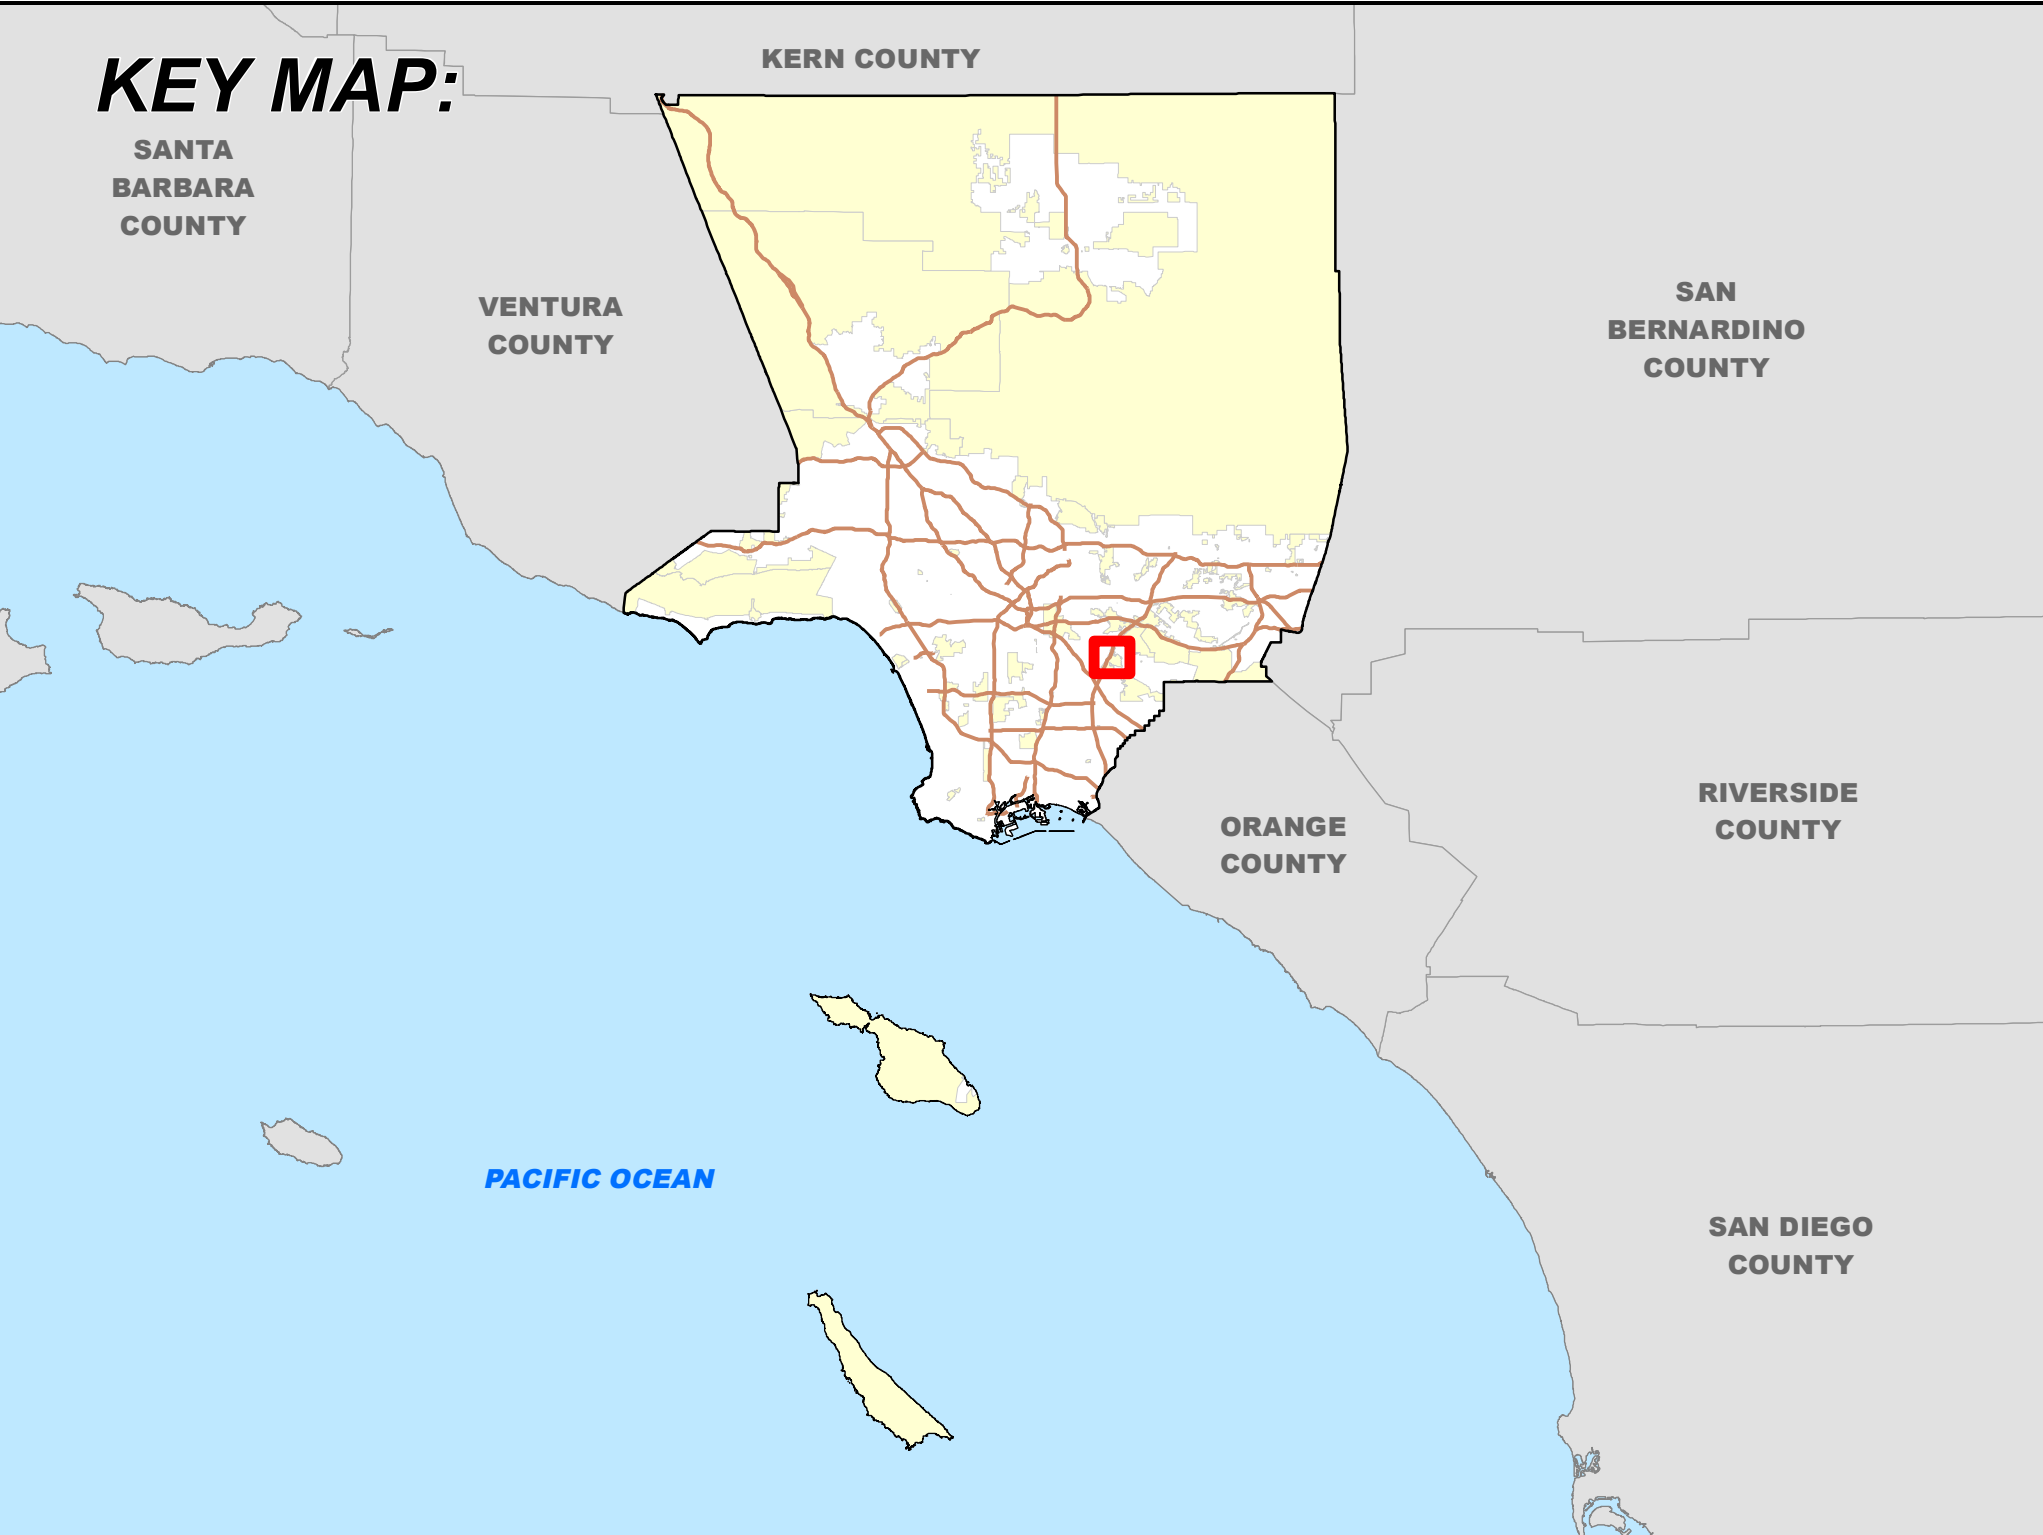 KERN COUNTY
KEY MAP:
SANTA
BARBARA
COUNTY
VENTURA
COUNTY
SAN
BERNARDINO
COUNTY
RIVERSIDE
COUNTY
ORANGE
COUNTY
PACIFIC OCEAN
SAN DIEGO
COUNTY